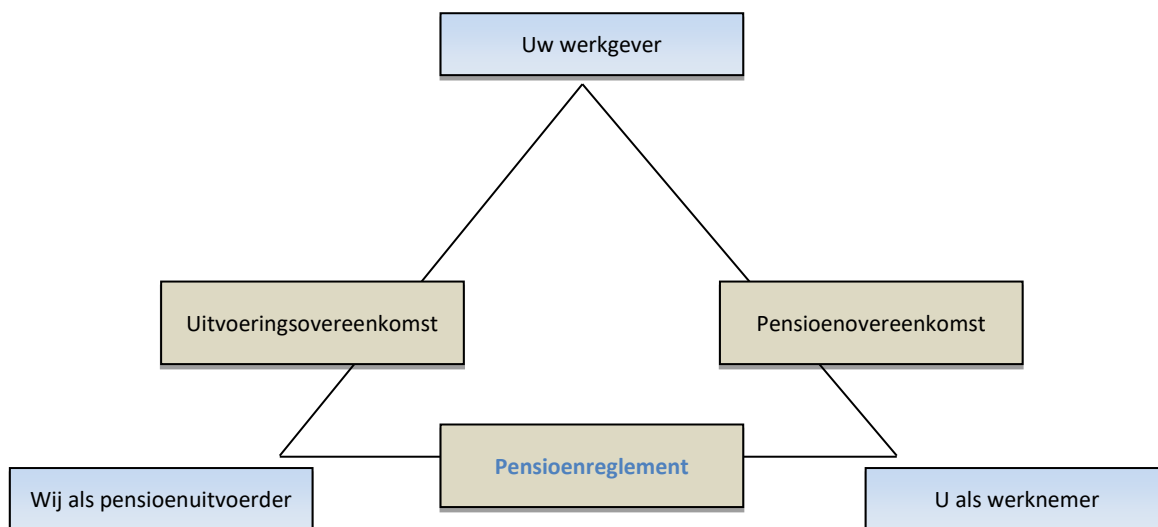 Uw werkgever
Uitvoeringsovereenkomst
Pensioenovereenkomst
Pensioenreglement
Wij als pensioenuitvoerder
U als werknemer